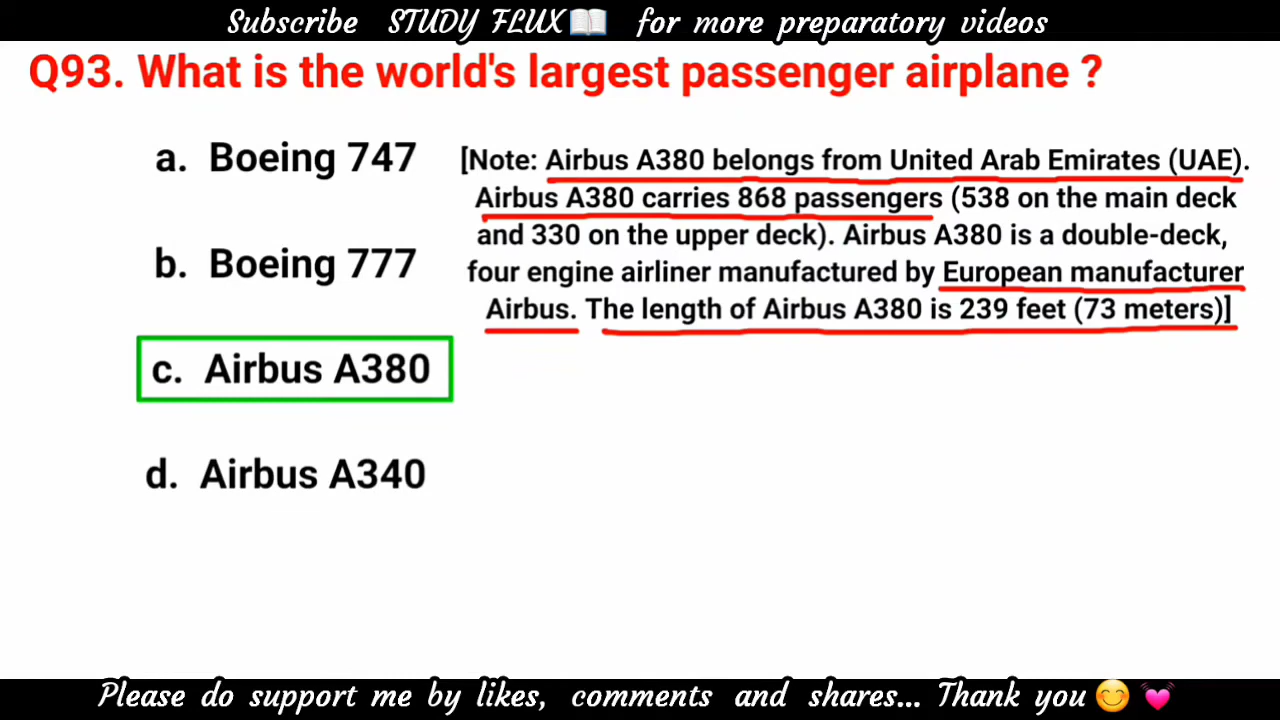 Subscribe STUDY FLUX📖 for more preparatory videos
Q93. What is the world's largest passenger airplane ?
a. Boeing 747
[Note: Airbus A380 belongs from United Arab Emirates (UAE).
Airbus A380 carries 868 passengers (538 on the main deck
and 330 on the upper deck). Airbus A380 is a double-deck,
four engine airliner manufactured by European manufacturer
Airbus. The length of Airbus A380 is 239 feet (73 meters)]
b. Boeing 777
c. Airbus A380
d. Airbus A340
Please do support me by likes, comments and shares... Thank you😊💓